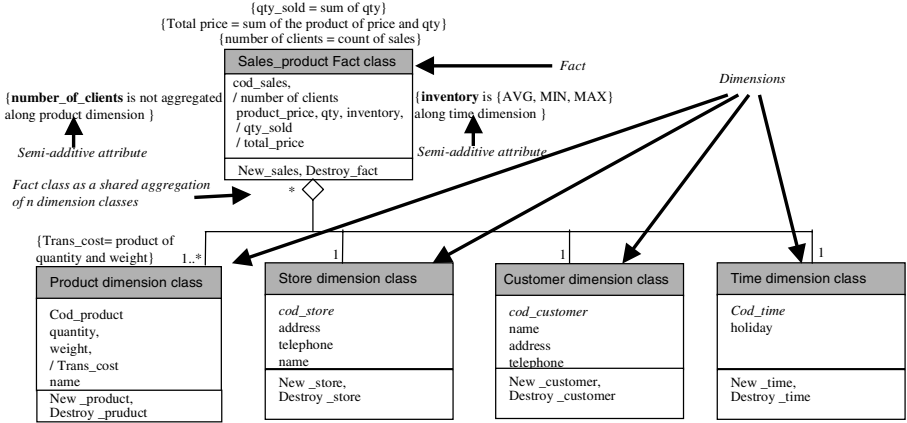 {qty_sold = sum of qty}
{Total price = sum of the product of price and qty}
{number of clients = count of sales}
Sales_product Fact class
Fact
Dimensions
cod_sales,
/ number of clients
product_price, qty, inventory,
/ qty_sold
/ total_price
New_sales, Destroy_fact
{number_of_clients is not aggregated
along product dimension }
Semi-additive attribute
{inventory is {AVG, MIN, MAX}
along time dimension }
Semi-additive attribute
Fact class as a shared aggregation
of n dimension classes
*
{Trans_cost= product of
quantity and weight}
1..*
1
1
1
Product dimension class
Cod_product
quantity,
weight,
/ Trans_cost
name
New _product,
Destroy _pruduct
Store dimension class
cod_store
address
telephone
name
New _store,
Destroy _store
Customer dimension class
cod_customer
name
address
telephone
New _customer,
Destroy _customer
Time dimension class
Cod_time
holiday
New _time,
Destroy _time